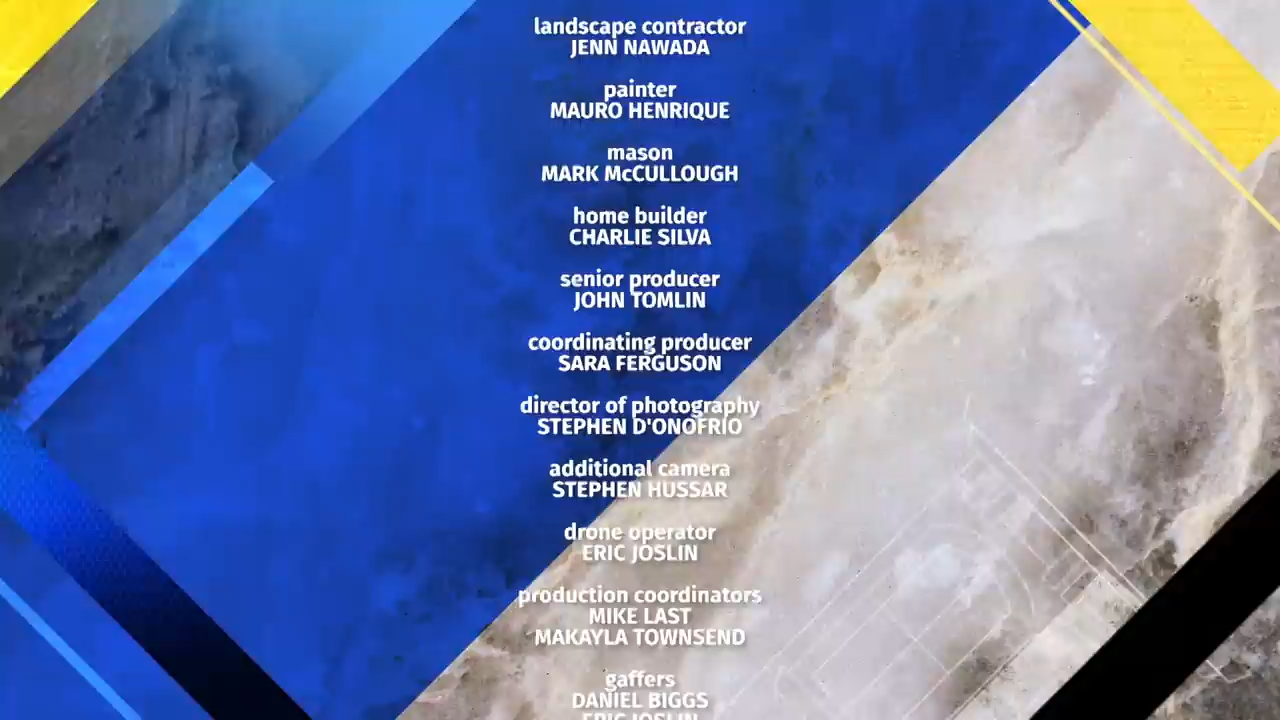 landscape contractor
JENN NAWADA
painter
MAURO HENRIQUE
mason
MARK McCULLOUGH
home builder
CHARLIE SILVA
senior producer
JOHN TOMLIN
coordinating producer
SARA FERGUSON
director of photography
STEPHEN D'ONOFRIO
additional camera
STEPHEN HUSSAR
drone operator
ERIC JOSLIN
production coordinators
MIKE LAST
MAKAYLA TOWNSEND
gaffers
DANIEL BIGGS
ERIC JOSLIN